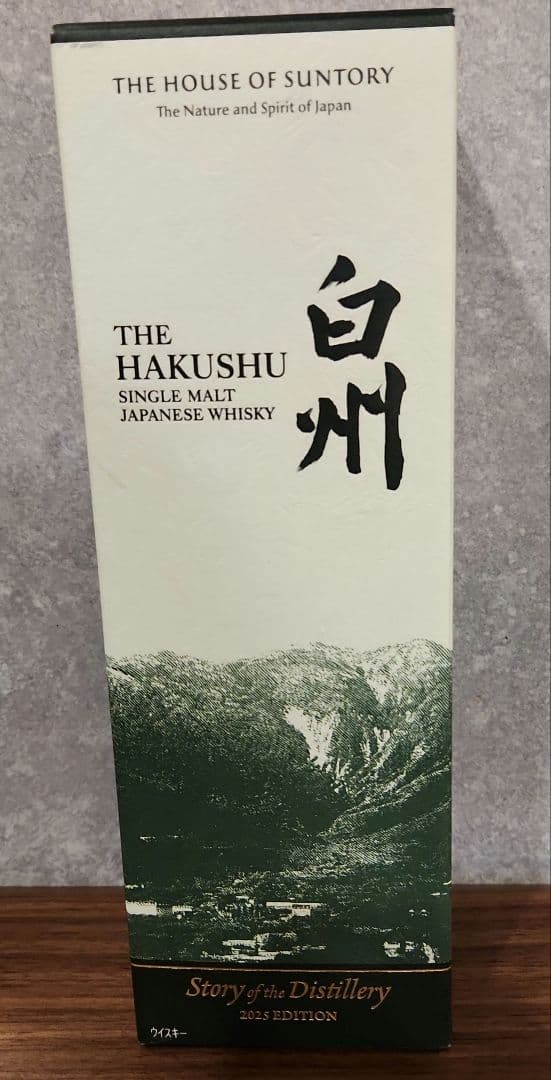 THE HOUSE OF SUNTORY
The Nature and Spirit of Japan
白州
THE
HAKUSHU
SINGLE MALT
JAPANESE WHISKY
Story of the Distillery
2025 EDITION
ウイスキー